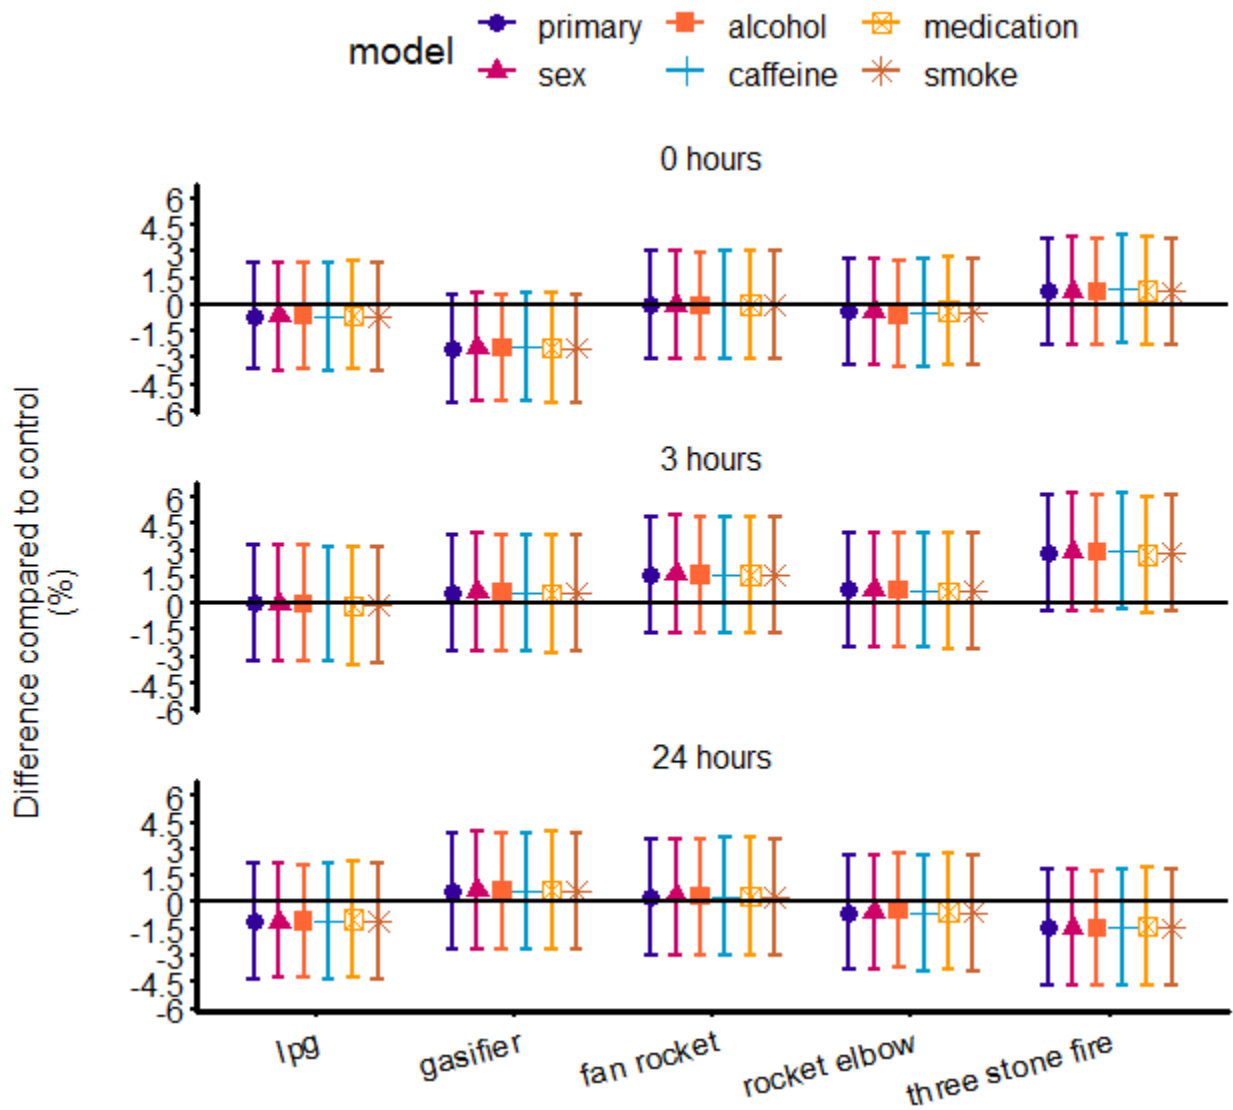 model
primary
alcohol
medication
sex
caffeine
smoke
0 hours
6
4.5
3
1.5
0
-1.5
-3
-4.5
-6
3 hours
6
4.5
3
1.5
0
-1.5
-3
-4.5
-6
24 hours
6
4.5
3
1.5
0
-1.5
-3
-4.5
-6
Difference compared to control
(%)
lpg
gasifier
fan rocket
rocket elbow
three stone fire